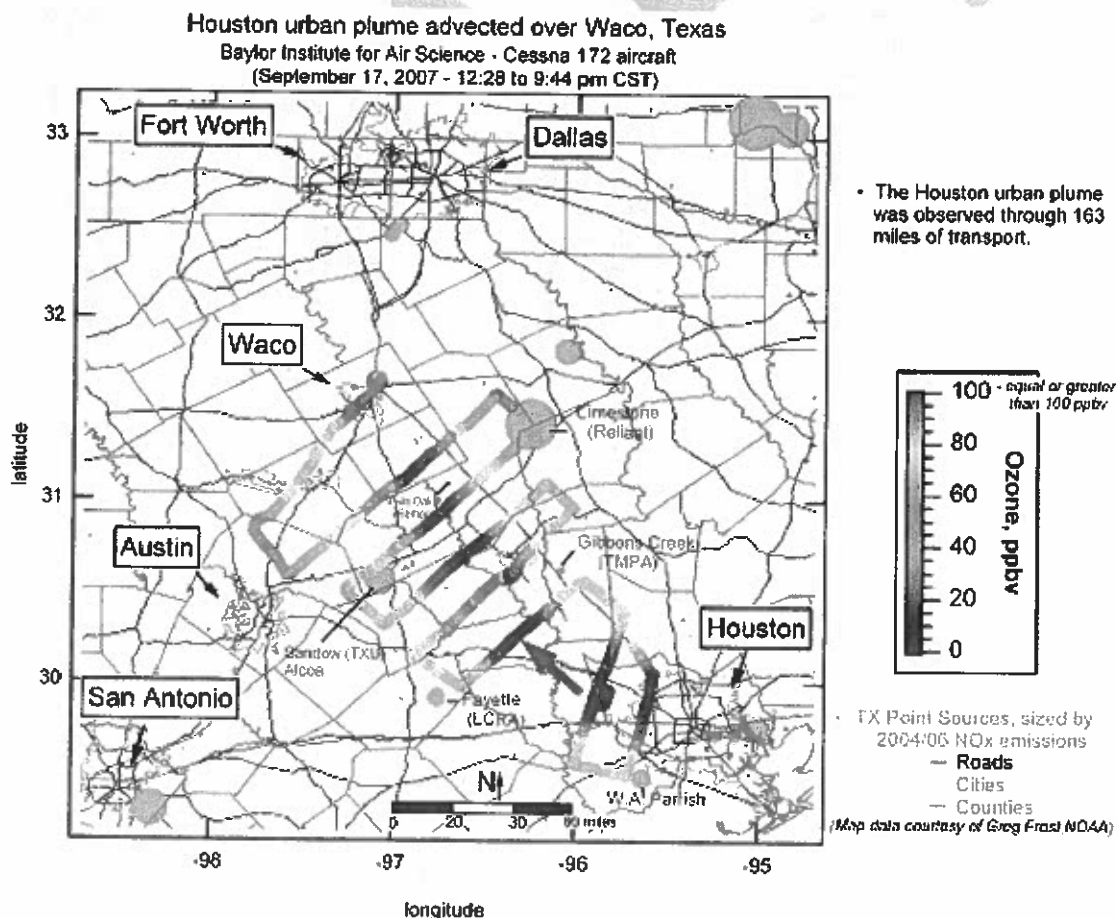 Houston urban plume advected over Waco, Texas
Baylor Institute for Air Science - Cessna 172 aircraft
(September 17, 2007 - 12:28 to 9:44 pm CST)
33
Fort Worth
Dallas
• The Houston urban plume
was observed through 163
miles of transport.
32
Waco
Limestone
(Reliant)
100 - equal or greater
than 100 ppbv
80
60
40
20
0
Ozone, ppbv
latitude
31
Austin
Gibbons Creek
(TMPA)
Houston
Sandow (TXU)
Alcoa
30
San Antonio
Fayette
(LCRA)
W.A. Parrish
N
0 20 30 60 miles
• TX Point Sources, sized by
2004/06 NOx emissions
— Roads
Cities
— Counties
(Map data courtesy of Greg Frost NOAA)
-98 -97 -96 -95
longitude